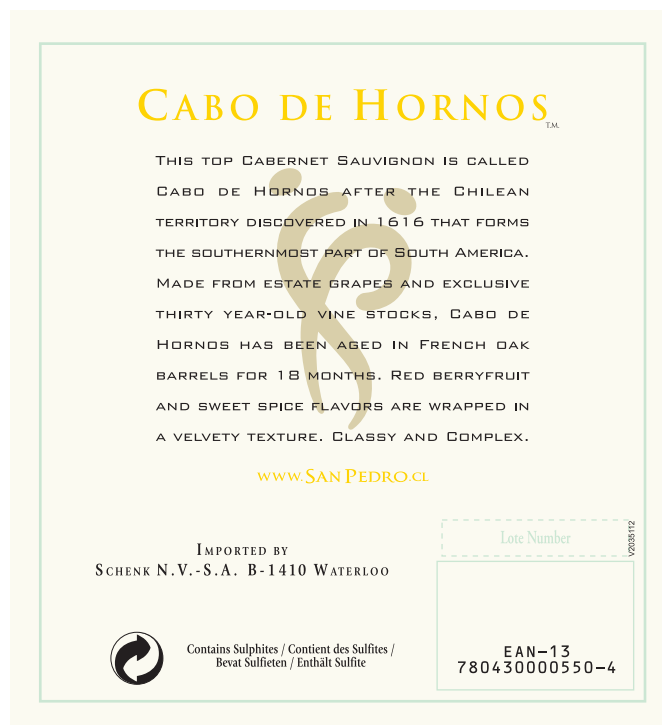 CABO DE HORNOS
T.M.
THIS TOP CABERNET SAUVIGNON IS CALLED
CABO DE HORNOS AFTER THE CHILEAN
TERRITORY DISCOVERED IN 1616 THAT FORMS
THE SOUTHERNMOST PART OF SOUTH AMERICA.
MADE FROM ESTATE GRAPES AND EXCLUSIVE
THIRTY YEAR-OLD VINE STOCKS, CABO DE
HORNOS HAS BEEN AGED IN FRENCH OAK
BARRELS FOR 18 MONTHS. RED BERRYFRUIT
AND SWEET SPICE FLAVORS ARE WRAPPED IN
A VELVETY TEXTURE. CLASSY AND COMPLEX.
WWW.SANPEDRO.CL
IMPORTED BY
SCHENK N.V.-S.A. B-1410 WATERLOO
Lote Number
V2035112
Contains Sulphites / Contient des Sulfites /
Bevat Sulfieten / Enthält Sulfite
EAN-13
780430000550-4